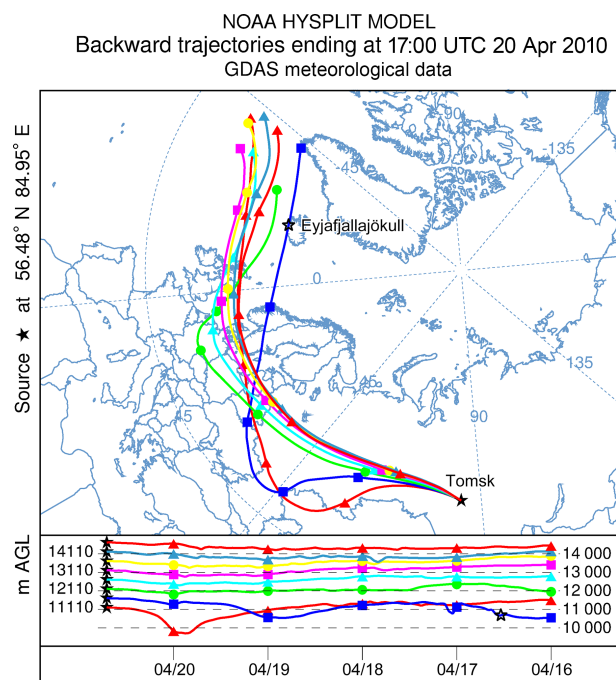 NOAA HYSPLIT MODEL
Backward trajectories ending at 17:00 UTC 20 Apr 2010
GDAS meteorological data
Source ★ at 56.48° N 84.95° E
-90
-135
-45
Eyjafjallajökull
0
135
45
45
90
Tomsk
m AGL
14110
14 000
13110
13 000
12110
12 000
11110
11 000
10 000
04/20 04/19 04/18 04/17 04/16